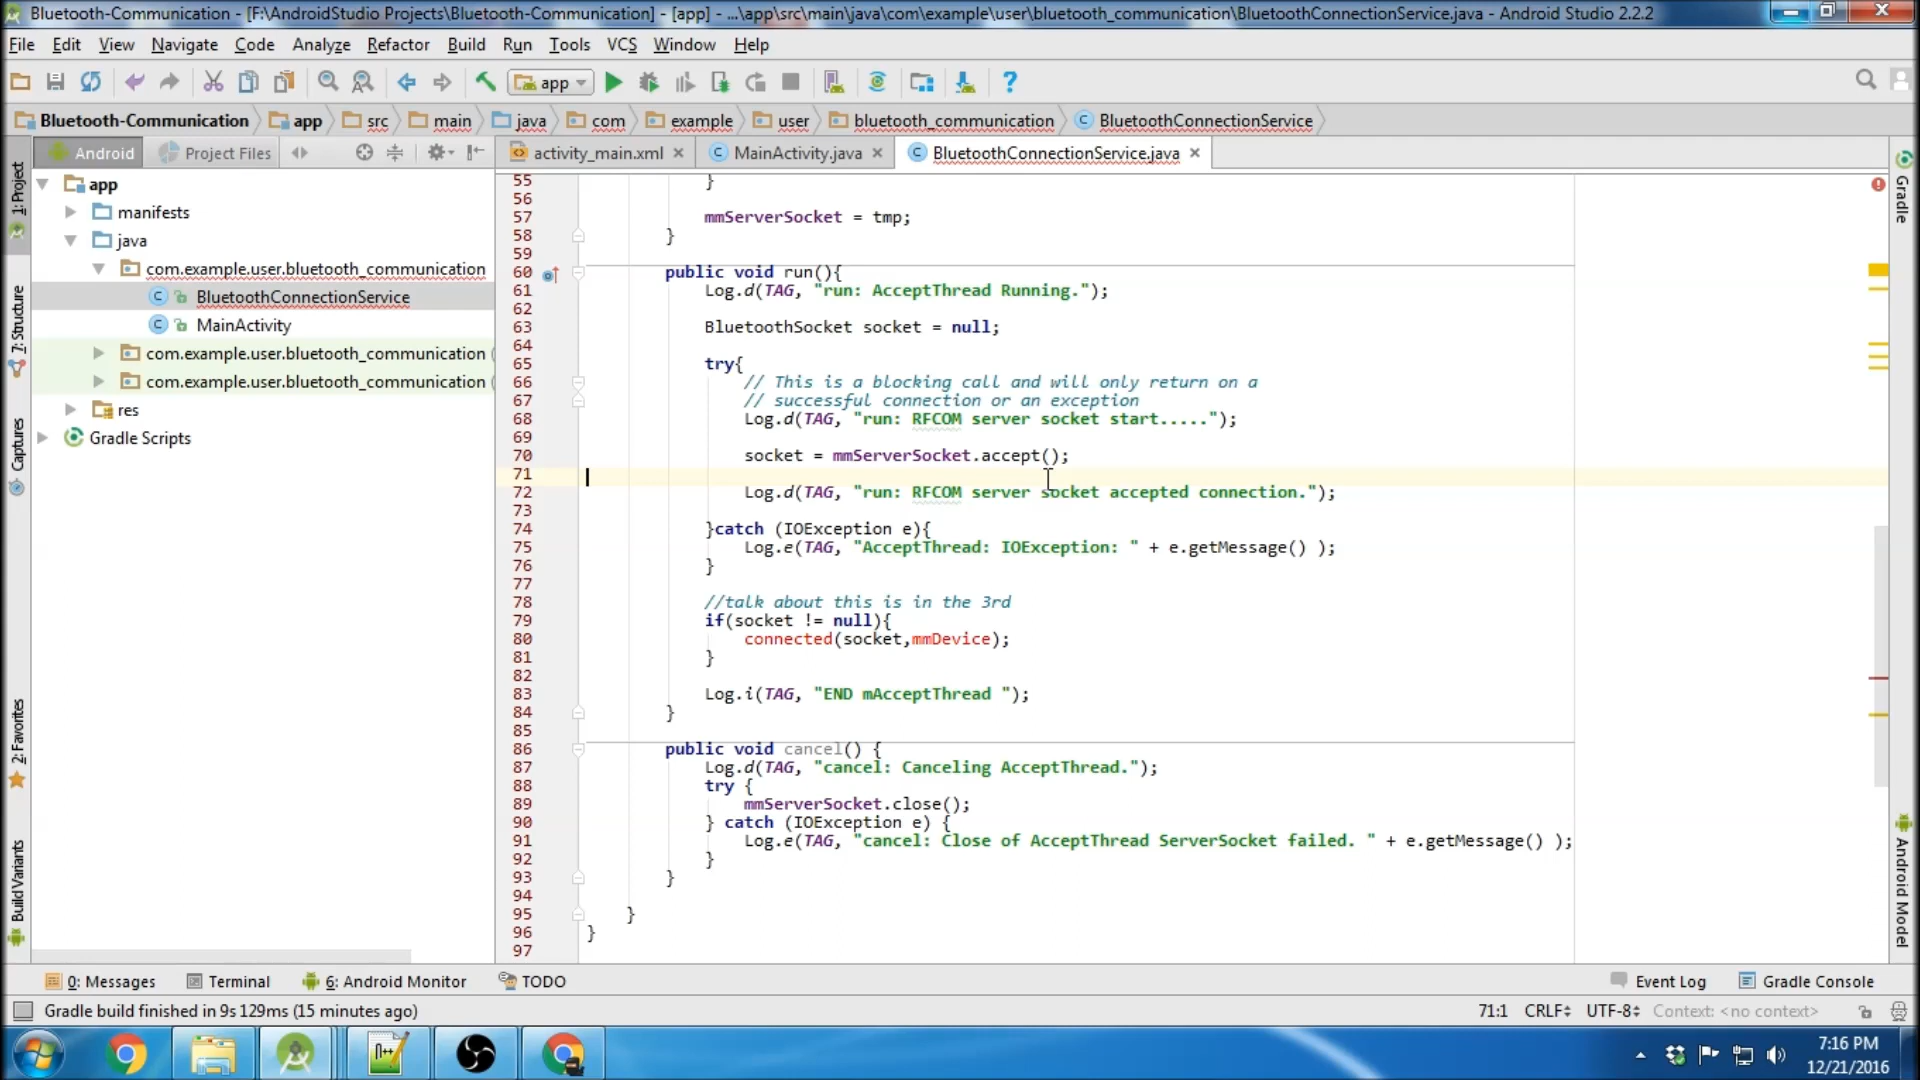 Bluetooth-Communication - [F:\AndroidStudio Projects\Bluetooth-Communication] - [app] - ...\app\src\main\java\com\example\user\bluetooth_communication\BluetoothConnectionService.java - Android Studio 2.2.2
File Edit View Navigate Code Analyze Refactor Build Run Tools VCS Window Help
app
Bluetooth-Communication app src main java com example user bluetooth_communication BluetoothConnectionService
Android Project Files activity_main.xml MainActivity.java BluetoothConnectionService.java
1: Project
7: Structure
Captures
2: Favorites
Build Variants
app
manifests
java
com.example.user.bluetooth_communication
BluetoothConnectionService
MainActivity
com.example.user.bluetooth_communication (
com.example.user.bluetooth_communication (
res
Gradle Scripts
55 }
56
57 mmServerSocket = tmp;
58 }
59
60 public void run(){
61 Log.d(TAG, "run: AcceptThread Running.");
62
63 BluetoothSocket socket = null;
64
65 try{
66 // This is a blocking call and will only return on a
67 // successful connection or an exception
68 Log.d(TAG, "run: RFCOM server socket start.....");
69
70 socket = mmServerSocket.accept();
71
72 Log.d(TAG, "run: RFCOM server socket accepted connection.");
73
74 }catch (IOException e){
75 Log.e(TAG, "AcceptThread: IOException: " + e.getMessage() );
76 }
77
78 //talk about this is in the 3rd
79 if(socket != null){
80 connected(socket,mmDevice);
81 }
82
83 Log.i(TAG, "END mAcceptThread ");
84 }
85
86 public void cancel() {
87 Log.d(TAG, "cancel: Canceling AcceptThread.");
88 try {
89 mmServerSocket.close();
90 } catch (IOException e) {
91 Log.e(TAG, "cancel: Close of AcceptThread ServerSocket failed. " + e.getMessage() );
92 }
93 }
94
95 }
96 }
97
Gradle
Android Model
0: Messages Terminal 6: Android Monitor TODO Event Log Gradle Console
Gradle build finished in 9s 129ms (15 minutes ago) 71:1 CRLF UTF-8 Context: <no context>
7:16 PM
12/21/2016